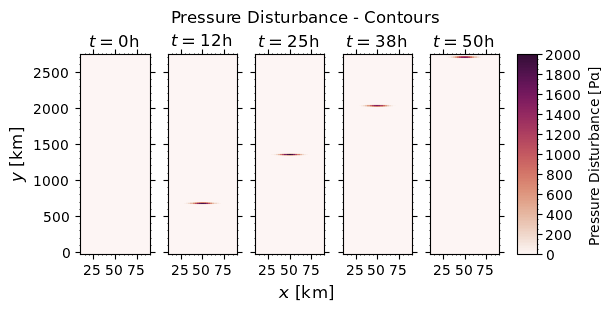 Pressure Disturbance - Contours
t = 0h t = 12h t = 25h t = 38h t = 50h
2500
2000
1500
1000
500
0
y [km]
25 50 75 25 50 75 25 50 75 25 50 75 25 50 75
x [km]
2000
1800
1600
1400
1200
1000
800
600
400
200
0
Pressure Disturbance [Pa]